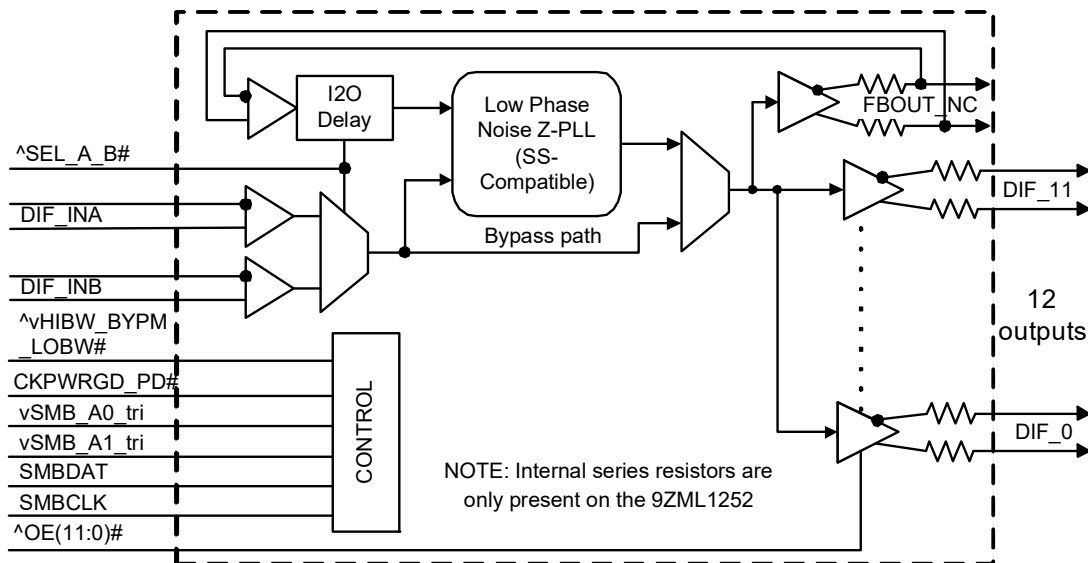 I2O
Delay
Low Phase
Noise Z-PLL
(SS-
Compatible)
FBOUT_NC
^SEL_A_B#
DIF_INA
DIF_11
Bypass path
DIF_INB
12
outputs
^vHIBW_BYPM
_LOBW#
CKPWRGD_PD#
vSMB_A0_tri
vSMB_A1_tri
SMBDAT
SMBCLK
^OE(11:0)#
CONTROL
NOTE: Internal series resistors are
only present on the 9ZML1252
DIF_0